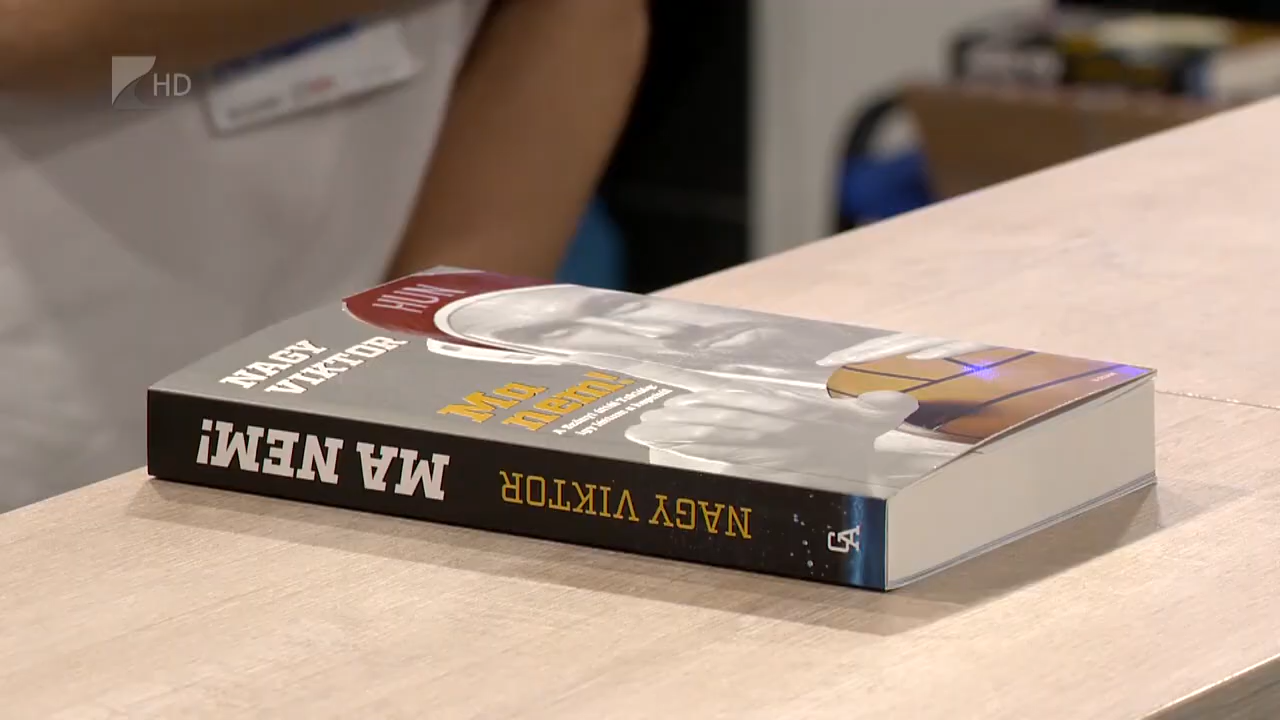 HD
HUN
NAGY
VIKTOR
Ma
nem!
MA NEM!
NAGY VIKTOR